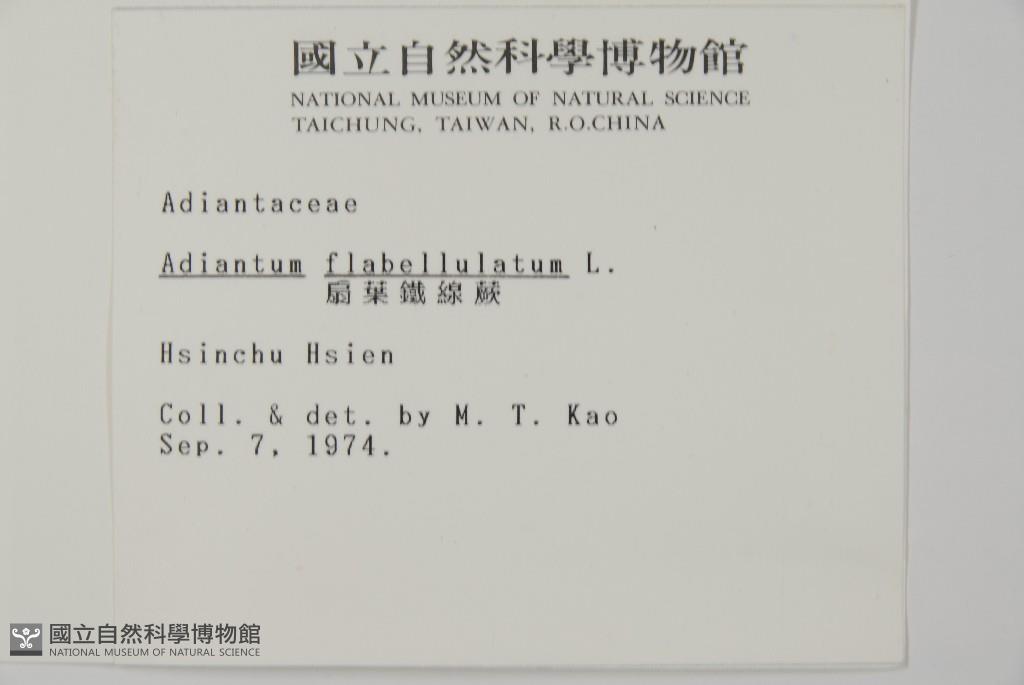 國立自然科學博物館
NATIONAL MUSEUM OF NATURAL SCIENCE
TAICHUNG, TAIWAN, R.O.CHINA
Adiantaceae
Adiantum flabellulatum L.
扇葉鐵線蕨
Hsinchu Hsien
Coll. & det. by M. T. Kao
Sep. 7, 1974.
國立自然科學博物館
NATIONAL MUSEUM OF NATURAL SCIENCE